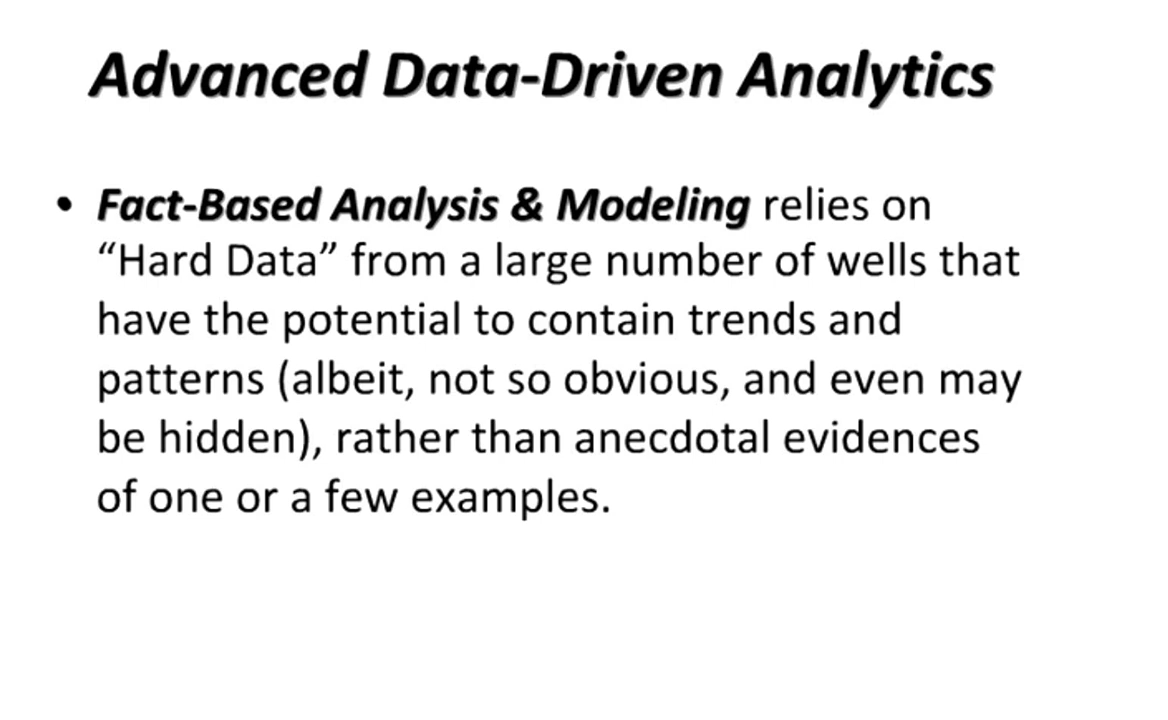 Advanced Data-Driven Analytics
• Fact-Based Analysis & Modeling relies on
“Hard Data” from a large number of wells that
have the potential to contain trends and
patterns (albeit, not so obvious, and even may
be hidden), rather than anecdotal evidences
of one or a few examples.